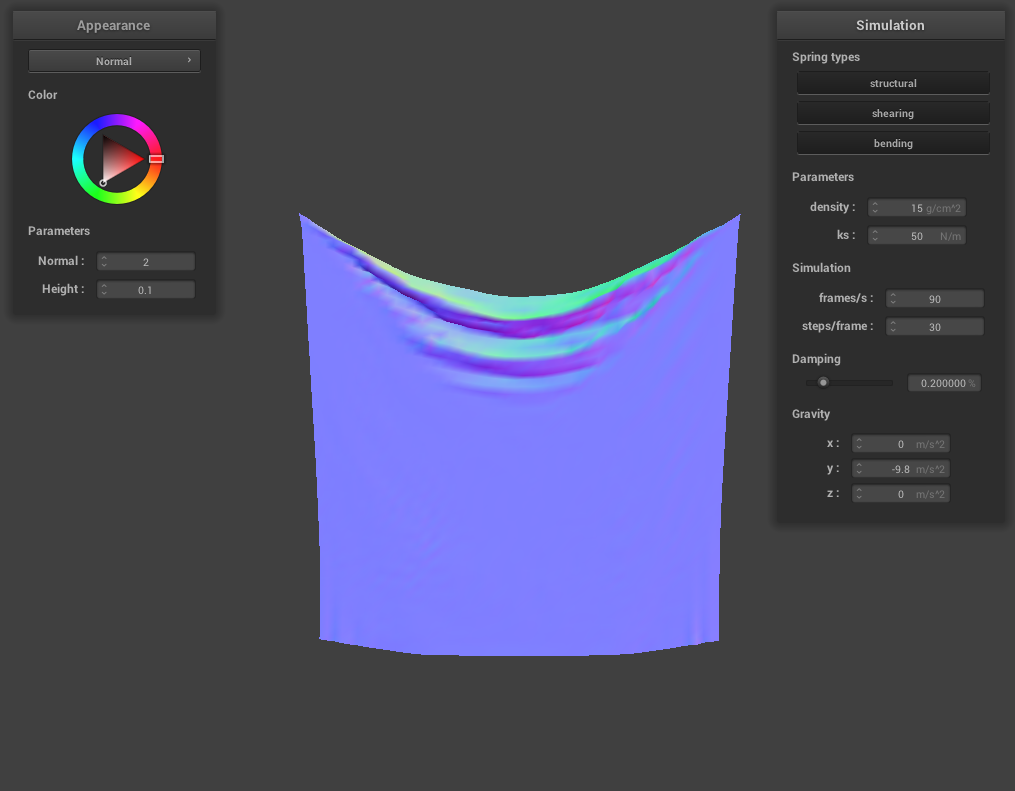 Appearance
Normal
Color
Parameters
Normal : 2
Height : 0.1
Simulation
Spring types
structural
shearing
bending
Parameters
density : 15 g/cm^2
ks : 50 N/m
Simulation
frames/s : 90
steps/frame : 30
Damping
0.200000 %
Gravity
x : 0 m/s^2
y : -9.8 m/s^2
z : 0 m/s^2